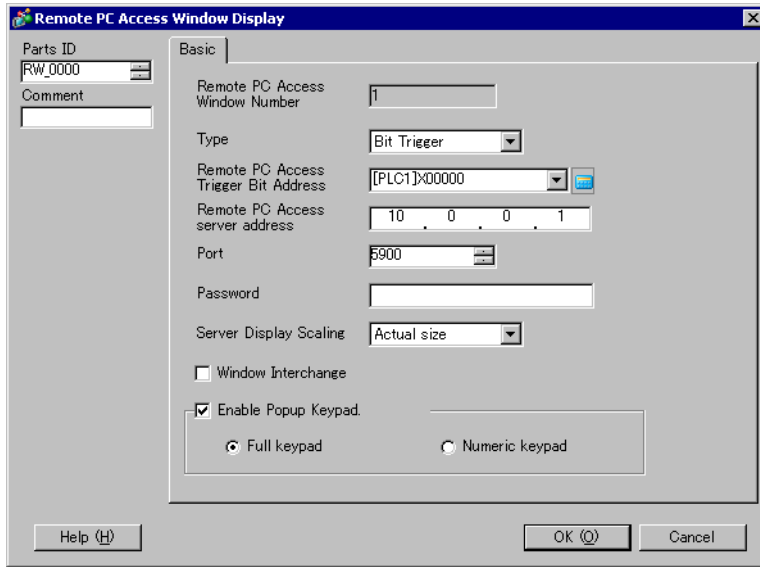 Remote PC Access Window Display
Parts ID
RW_0000
Comment
Basic
Remote PC Access
Window Number
1
Type
Bit Trigger
Remote PC Access
Trigger Bit Address
[PLC1]X00000
Remote PC Access
server address
10 . 0 . 0 . 1
Port
5900
Password
Server Display Scaling
Actual size
Window Interchange
Enable Popup Keypad.
Full keypad
Numeric keypad
Help (H)
OK (O)
Cancel